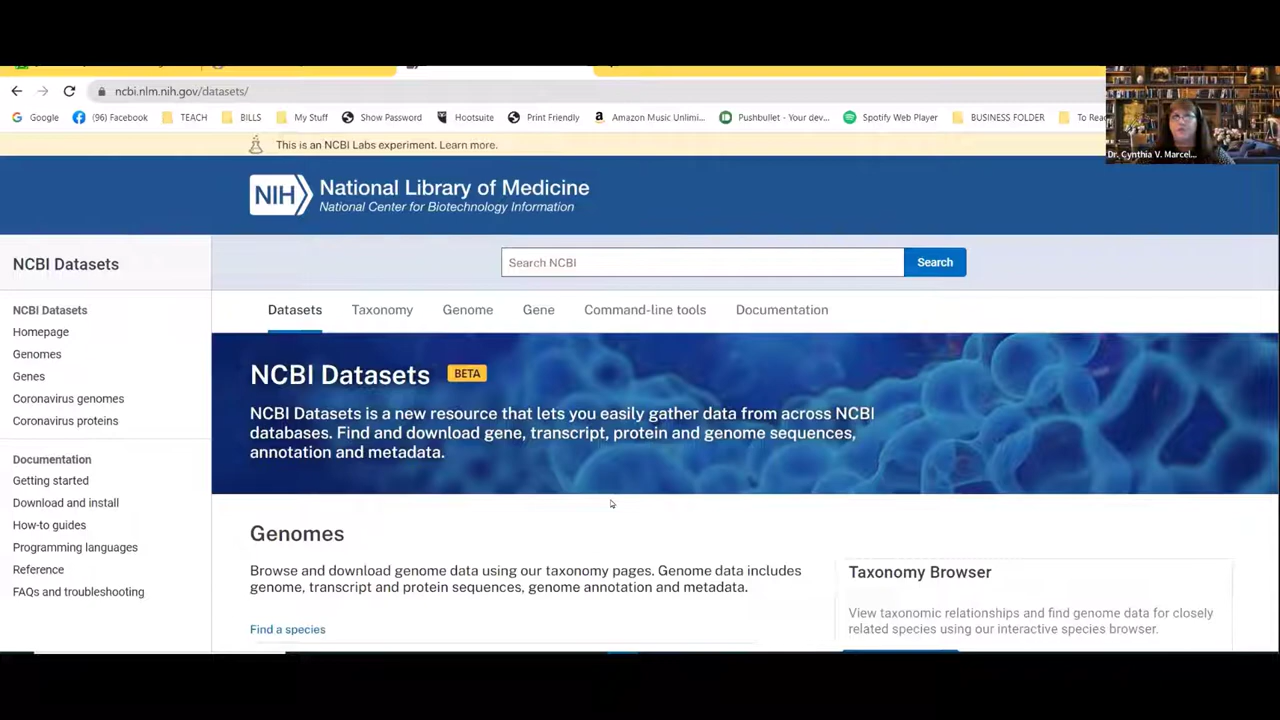 ncbi.nlm.nih.gov/datasets/
Google (96) Facebook TEACH BILLS My Stuff Show Password Hootsuite Print Friendly Amazon Music Unlimi... Pushbullet - Your dev... Spotify Web Player BUSINESS FOLDER To Rea
Dr. Cynthia V. Marcel...
This is an NCBI Labs experiment. Learn more.
NIH National Library of Medicine
National Center for Biotechnology Information
NCBI Datasets
Search NCBI Search
Datasets Taxonomy Genome Gene Command-line tools Documentation
NCBI Datasets
Homepage
Genomes
Genes
Coronavirus genomes
Coronavirus proteins
Documentation
Getting started
Download and install
How-to guides
Programming languages
Reference
FAQs and troubleshooting
NCBI Datasets BETA
NCBI Datasets is a new resource that lets you easily gather data from across NCBI
databases. Find and download gene, transcript, protein and genome sequences,
annotation and metadata.
Genomes
Browse and download genome data using our taxonomy pages. Genome data includes
genome, transcript and protein sequences, genome annotation and metadata.
Find a species
Taxonomy Browser
View taxonomic relationships and find genome data for closely
related species using our interactive species browser.